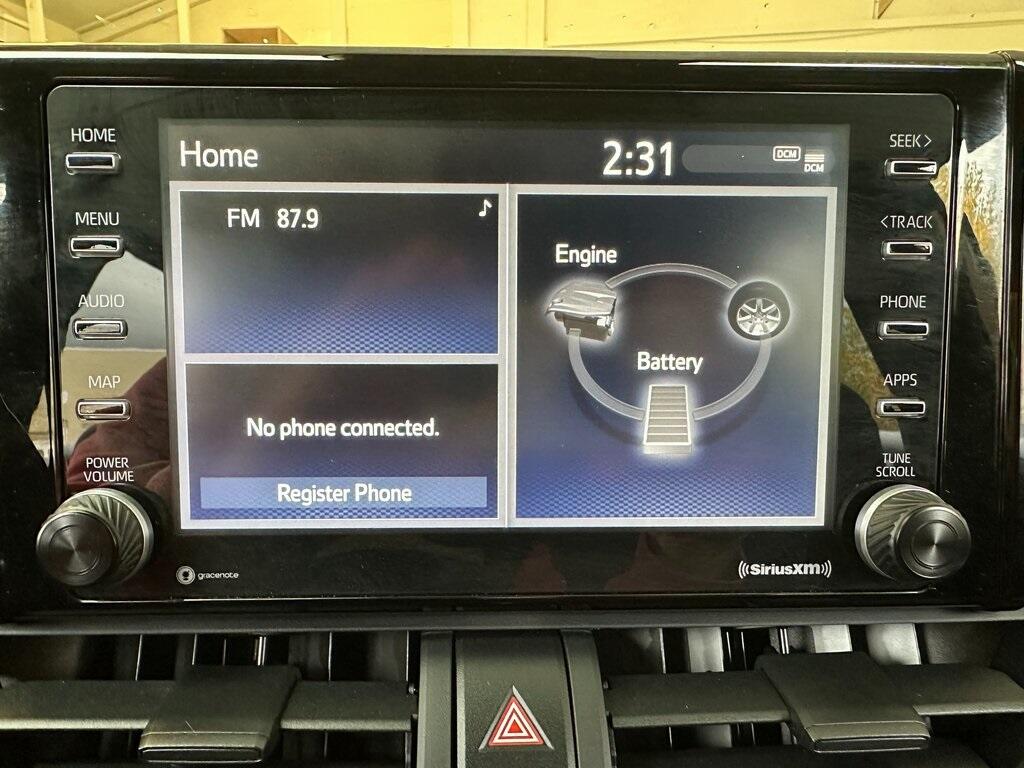 HOME
MENU
AUDIO
MAP
POWER
VOLUME
Home
2:31
DCM
DCM
FM 87.9
No phone connected.
Register Phone
Engine
Battery
SEEK>
<TRACK
PHONE
APPS
TUNE
SCROLL
gracenote
((SiriusXM))